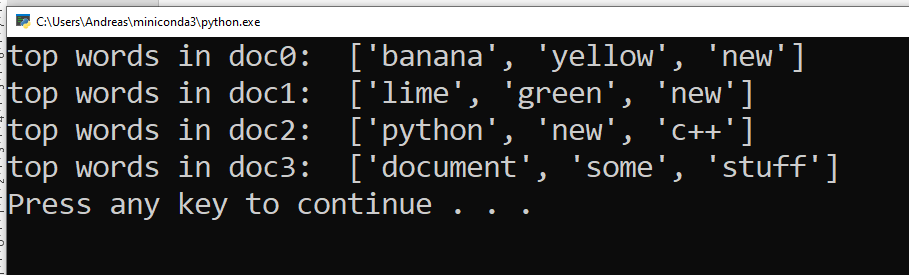 C:\Users\Andreas\miniconda3\python.exe
top words in doc0:  ['banana', 'yellow', 'new']
top words in doc1:  ['lime', 'green', 'new']
top words in doc2:  ['python', 'new', 'c++']
top words in doc3:  ['document', 'some', 'stuff']
Press any key to continue . . .